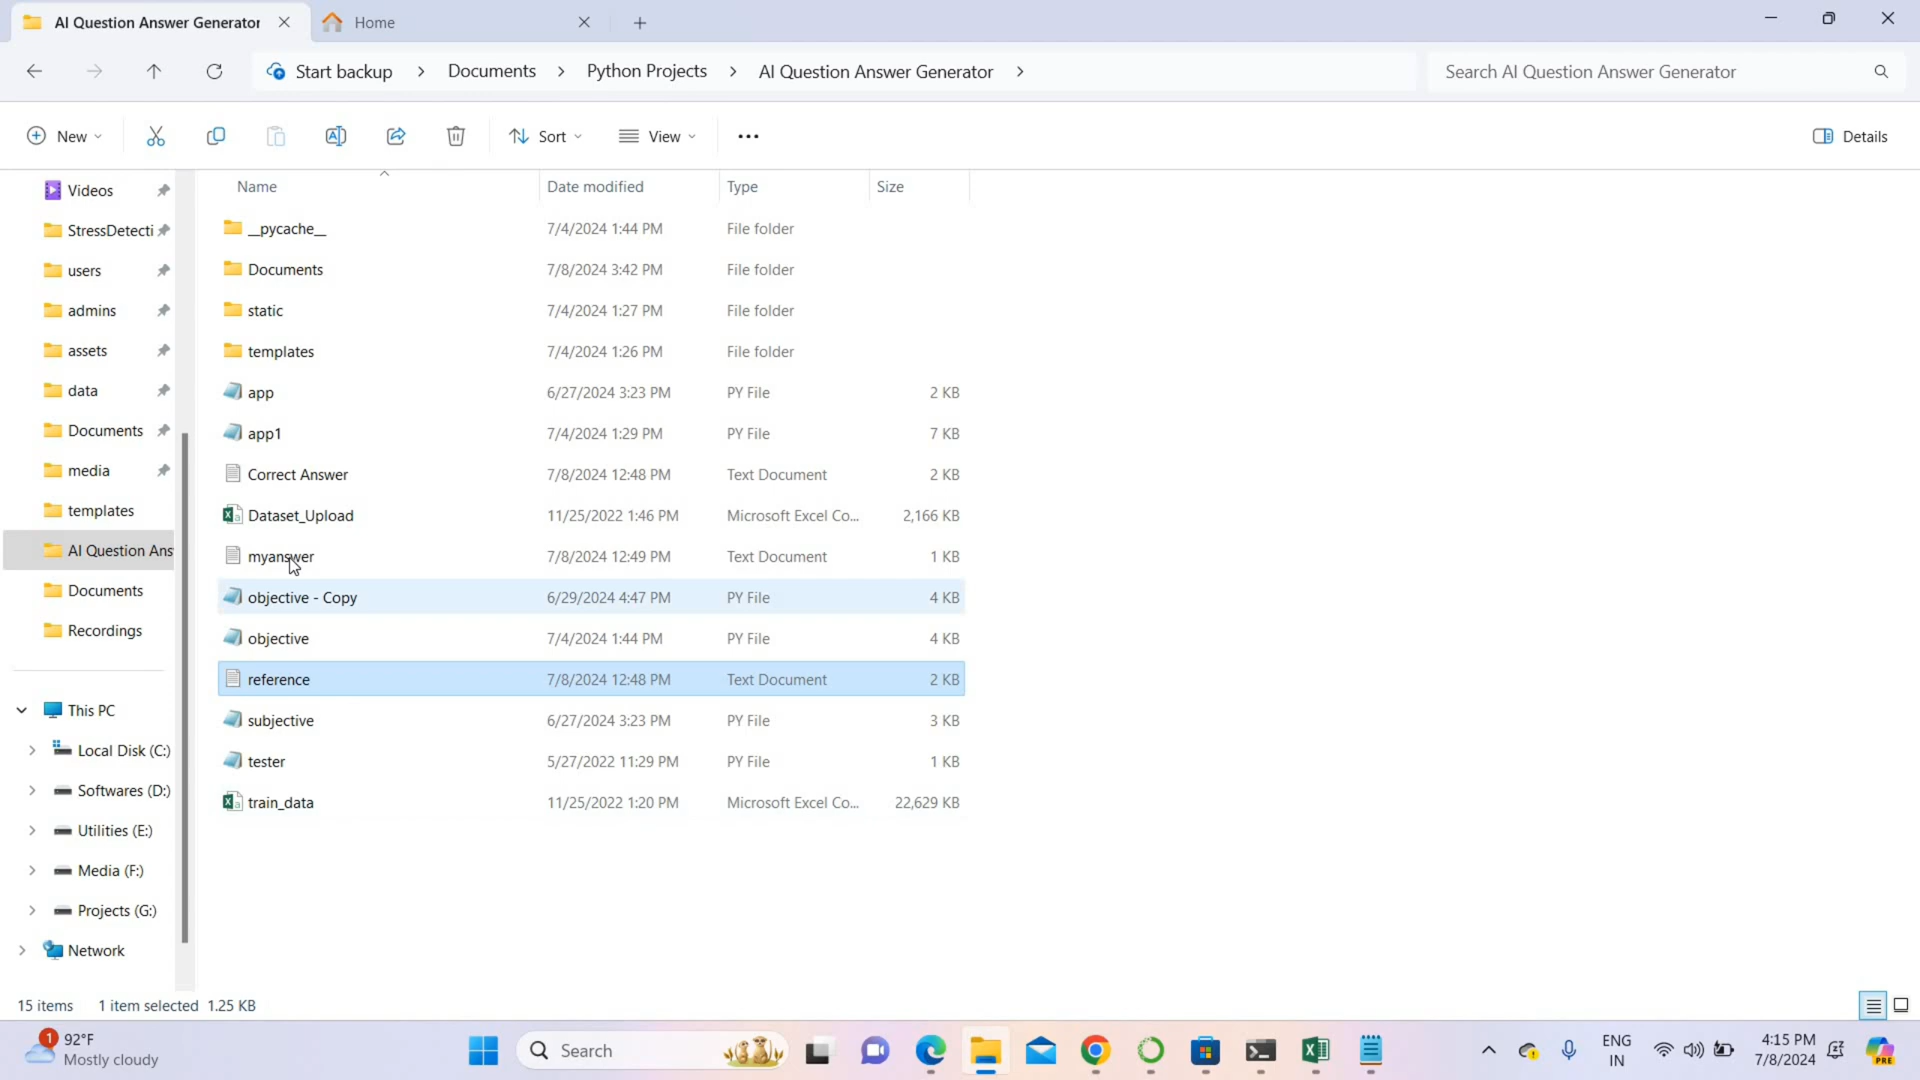 AI Question Answer Generator
Home
Start backup > Documents > Python Projects > AI Question Answer Generator >
Search AI Question Answer Generator
New
Sort
View
Details
Name Date modified Type Size
Videos
StressDetecti
users
admins
assets
data
Documents
media
templates
AI Question Ans
Documents
Recordings
This PC
Local Disk (C:)
Softwares (D:)
Utilities (E:)
Media (F:)
Projects (G:)
Network
__pycache__ 7/4/2024 1:44 PM File folder
Documents 7/8/2024 3:42 PM File folder
static 7/4/2024 1:27 PM File folder
templates 7/4/2024 1:26 PM File folder
app 6/27/2024 3:23 PM PY File 2 KB
app1 7/4/2024 1:29 PM PY File 7 KB
Correct Answer 7/8/2024 12:48 PM Text Document 2 KB
Dataset_Upload 11/25/2022 1:46 PM Microsoft Excel Co... 2,166 KB
myanswer 7/8/2024 12:49 PM Text Document 1 KB
objective - Copy 6/29/2024 4:47 PM PY File 4 KB
objective 7/4/2024 1:44 PM PY File 4 KB
reference 7/8/2024 12:48 PM Text Document 2 KB
subjective 6/27/2024 3:23 PM PY File 3 KB
tester 5/27/2022 11:29 PM PY File 1 KB
train_data 11/25/2022 1:20 PM Microsoft Excel Co... 22,629 KB
15 items 1 item selected 1.25 KB
1
92°F
Mostly cloudy
Search
ENG
IN
4:15 PM
7/8/2024
PRE